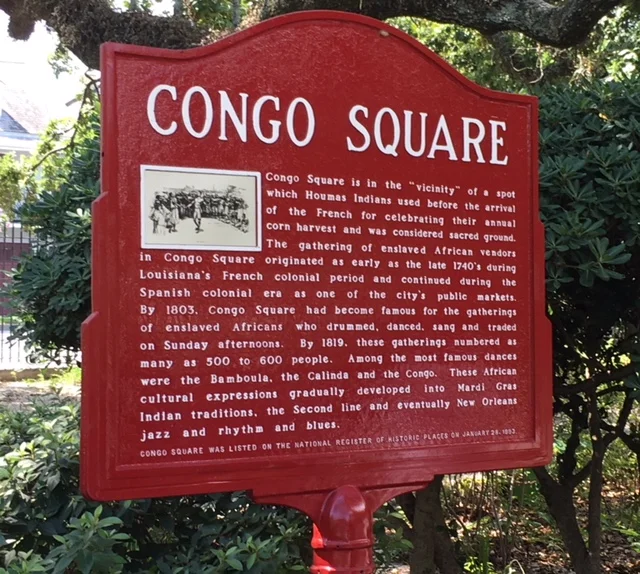 CONGO SQUARE
Congo Square is in the "vicinity" of a spot
which Houmas Indians used before the arrival
of the French for celebrating their annual
corn harvest and was considered sacred ground.
The gathering of enslaved African vendors
in Congo Square originated as early as the late 1740's during
Louisiana's French colonial period and continued during the
Spanish colonial era as one of the city's public markets.
By 1803, Congo Square had become famous for the gatherings
of enslaved Africans who drummed, danced, sang and traded
on Sunday afternoons. By 1819, these gatherings numbered as
many as 500 to 600 people. Among the most famous dances
were the Bamboula, the Calinda and the Congo. These African
cultural expressions gradually developed into Mardi Gras
Indian traditions, the Second line and eventually New Orleans
jazz and rhythm and blues.
CONGO SQUARE WAS LISTED ON THE NATIONAL REGISTER OF HISTORIC PLACES ON JANUARY 28, 1993